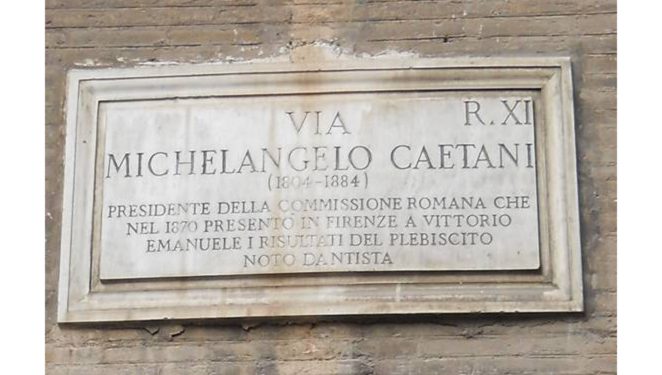 R. XI
VIA
MICHELANGELO CAETANI
(1804-1884)
PRESIDENTE DELLA COMMISSIONE ROMANA CHE
NEL 1870 PRESENTÒ IN FIRENZE A VITTORIO
EMANUELE I RISULTATI DEL PLEBISCITO
NOTO DANTISTA